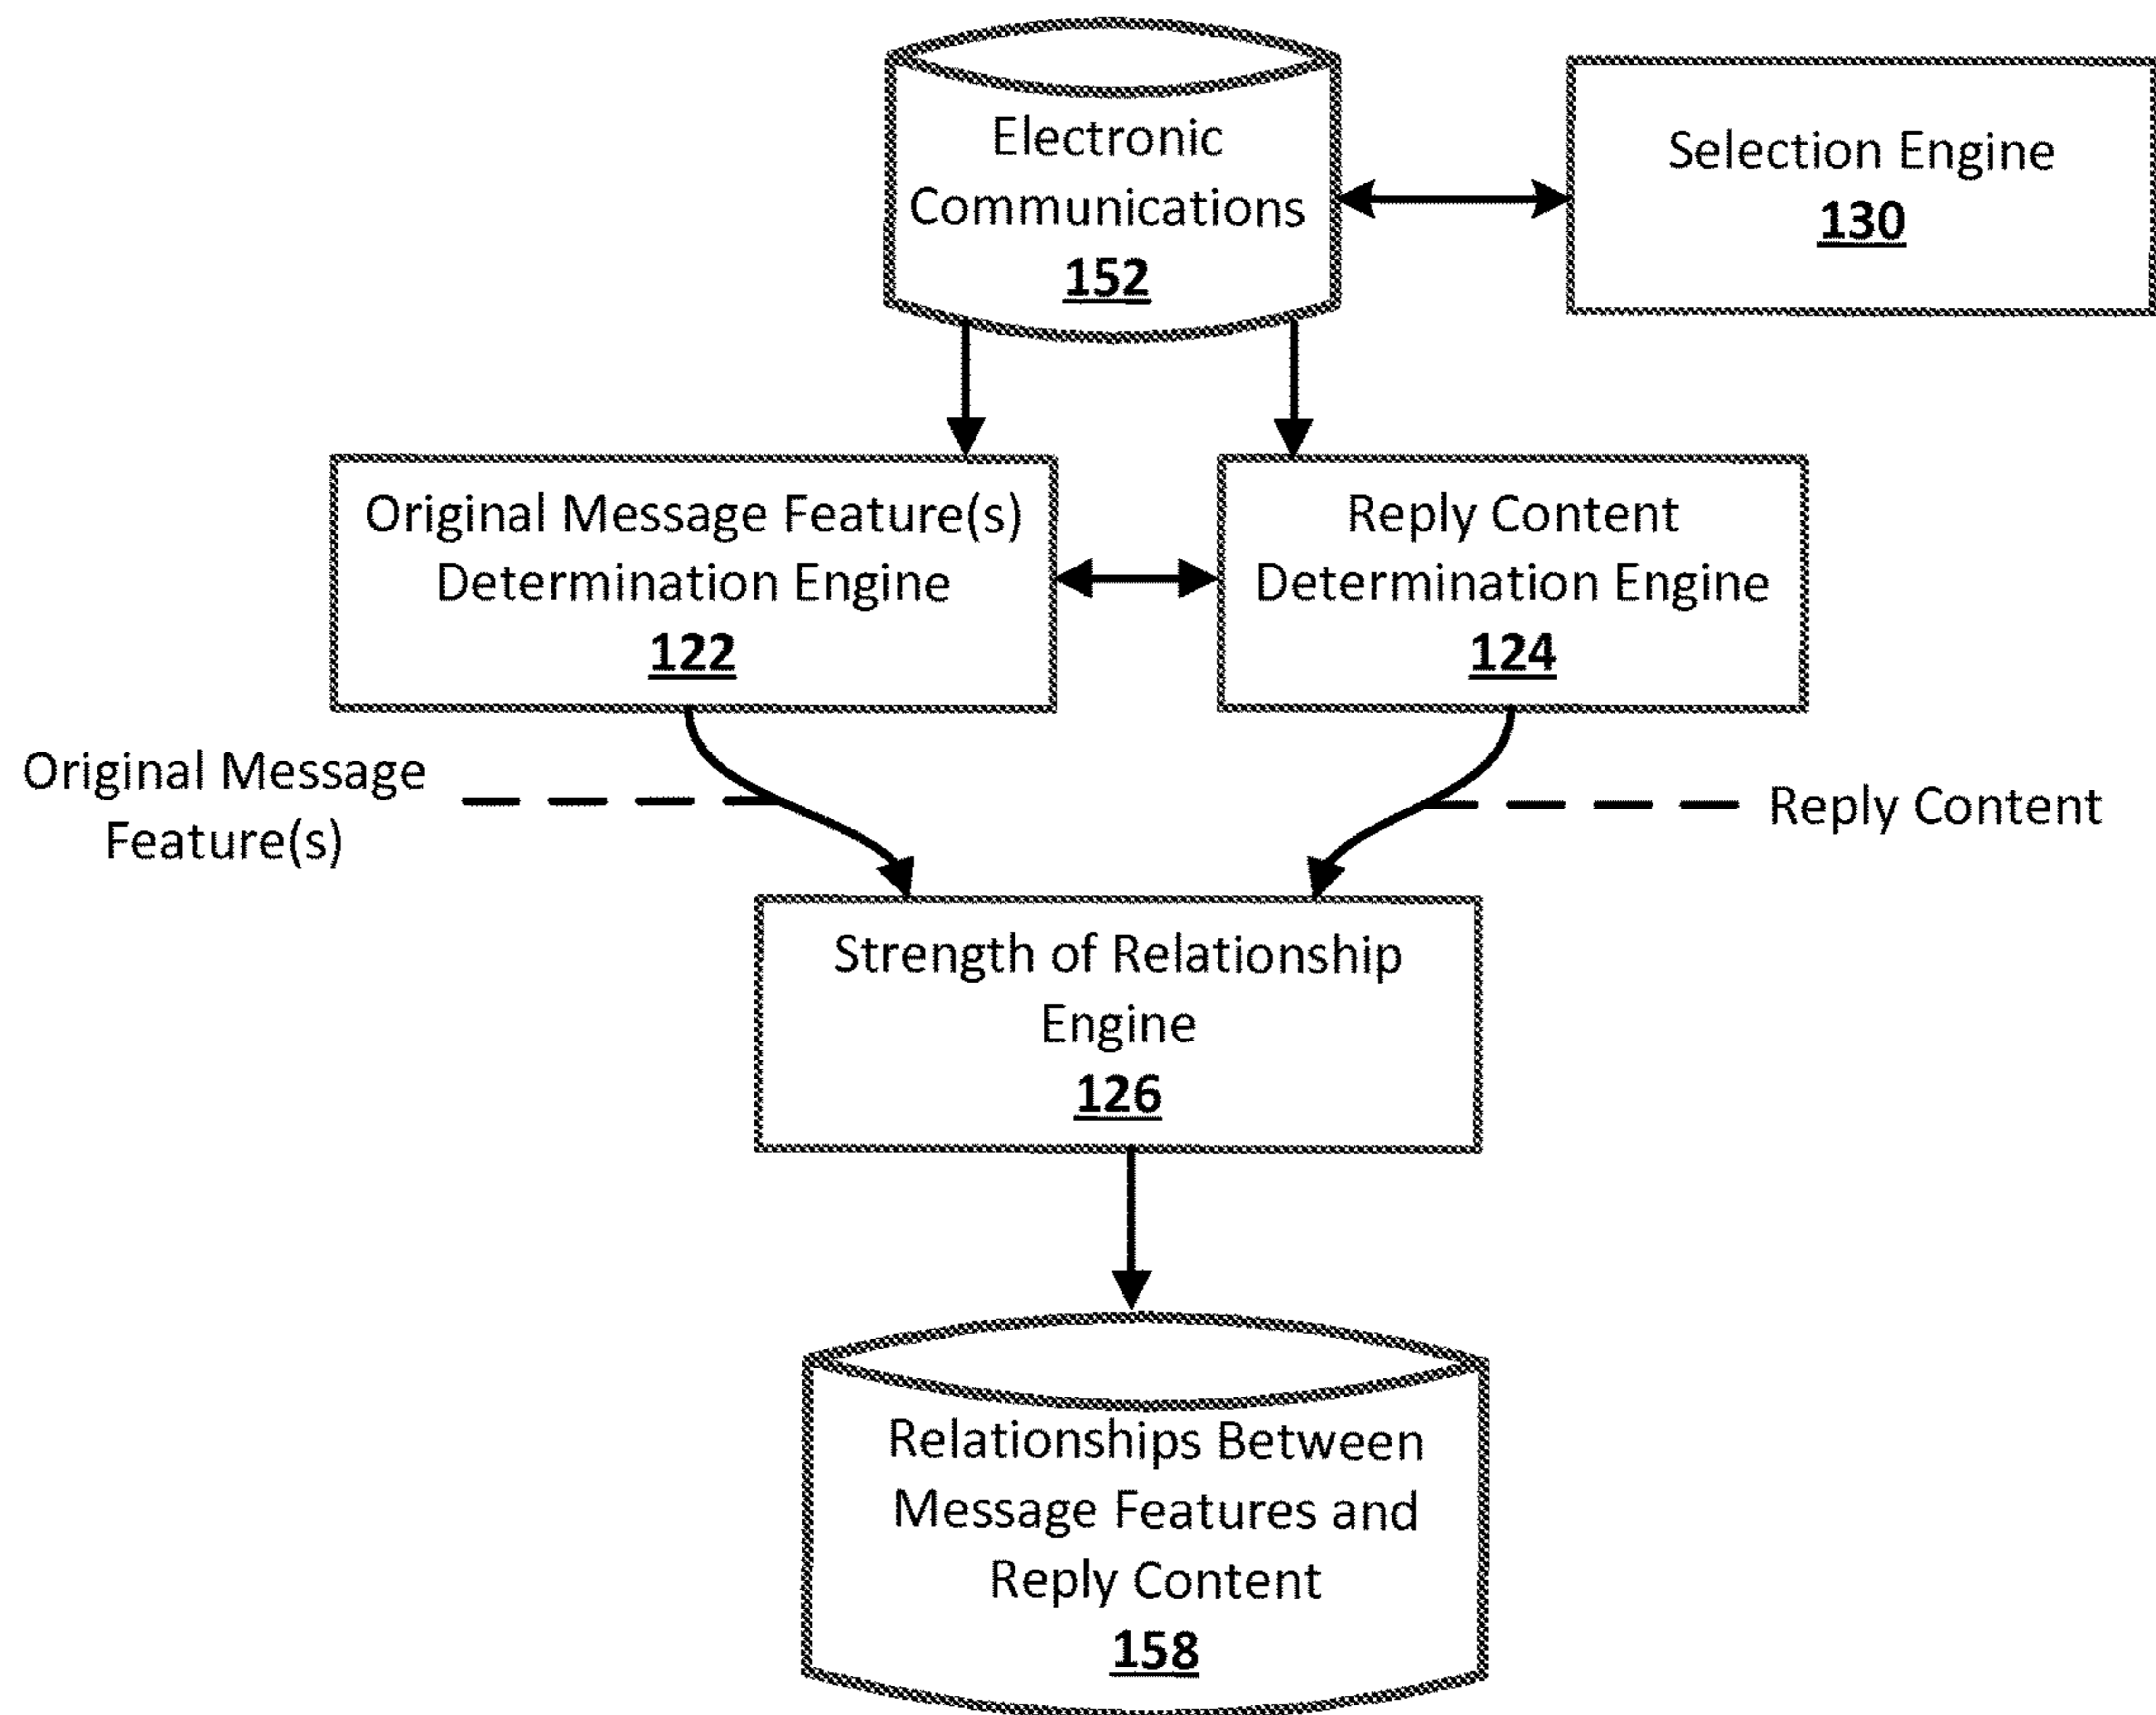 Electronic
Communications
152
Selection Engine
130
Original Message Feature(s)
Determination Engine
122
Reply Content
Determination Engine
124
Original Message
Feature(s)
Reply Content
Strength of Relationship
Engine
126
Relationships Between
Message Features and
Reply Content
158